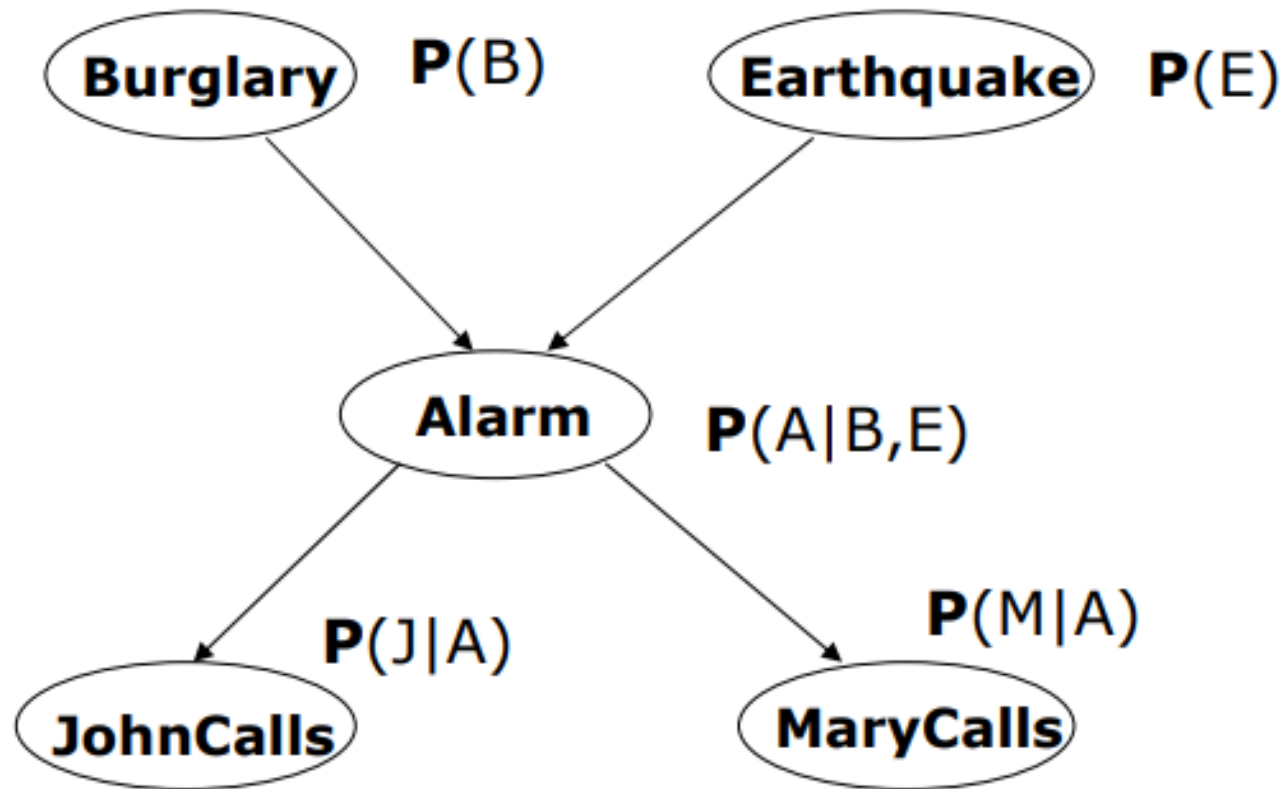 Burglary
P(B)
Earthquake
P(E)
Alarm
P(A|B,E)
P(J|A)
P(M|A)
JohnCalls
MaryCalls